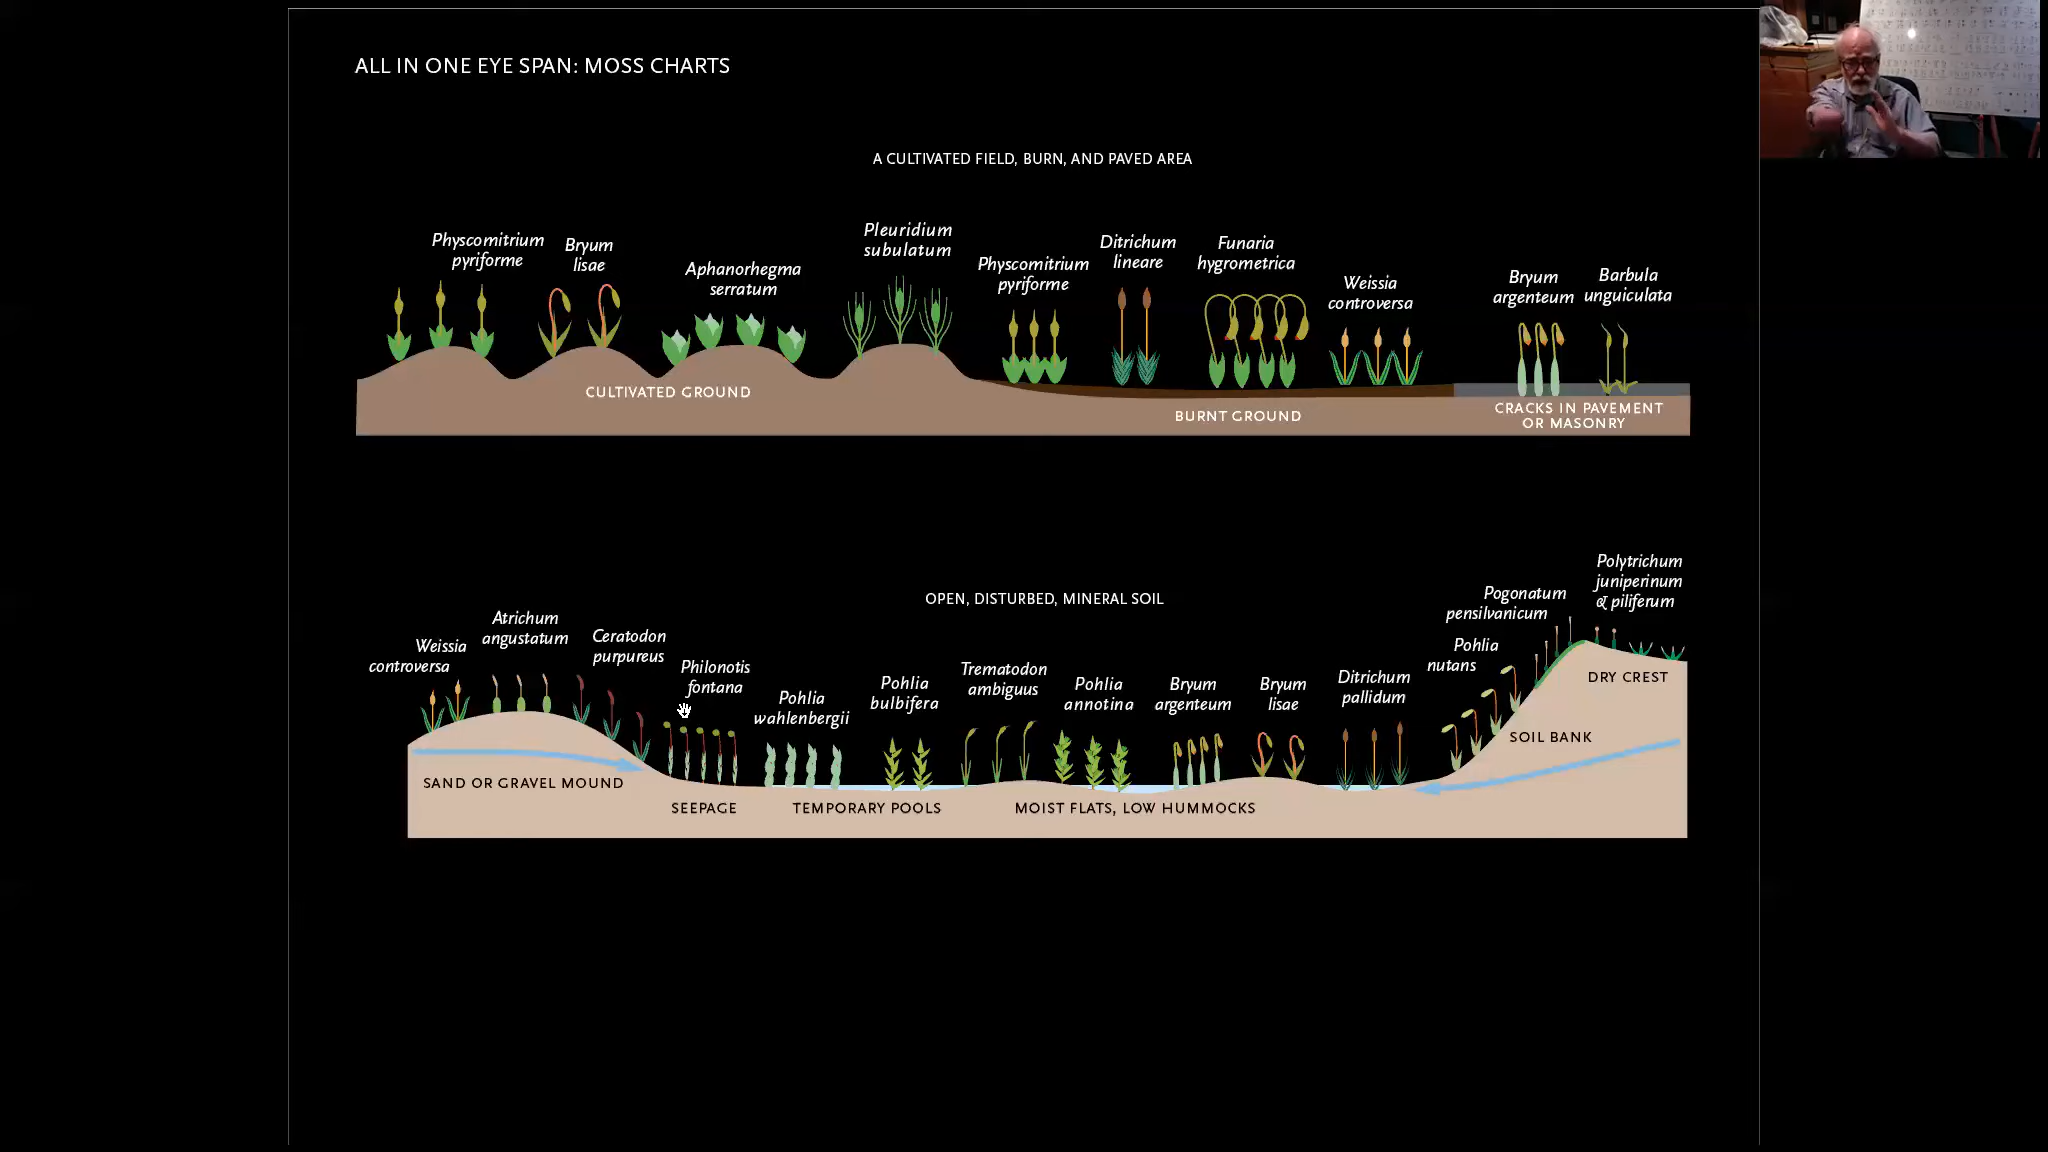 ALL IN ONE EYE SPAN: MOSS CHARTS
A CULTIVATED FIELD, BURN, AND PAVED AREA
Physcomitrium
pyriforme
Bryum
lisae
Aphanorhegma
serratum
Pleuridium
subulatum
Physcomitrium
pyriforme
Ditrichum
lineare
Funaria
hygrometrica
Weissia
controversa
Bryum
argenteum
Barbula
unguiculata
CULTIVATED GROUND
BURNT GROUND
CRACKS IN PAVEMENT
OR MASONRY
OPEN, DISTURBED, MINERAL SOIL
Weissia
controversa
Atrichum
angustatum
Ceratodon
purpureus
Philonotis
fontana
Pohlia
wahlenbergii
Pohlia
bulbifera
Trematodon
ambiguus
Pohlia
annotina
Bryum
argenteum
Bryum
lisae
Ditrichum
pallidum
Pohlia
nutans
Pogonatum
pensilvanicum
Polytrichum
juniperinum
& piliferum
SAND OR GRAVEL MOUND
SEEPAGE
TEMPORARY POOLS
MOIST FLATS, LOW HUMMOCKS
SOIL BANK
DRY CREST